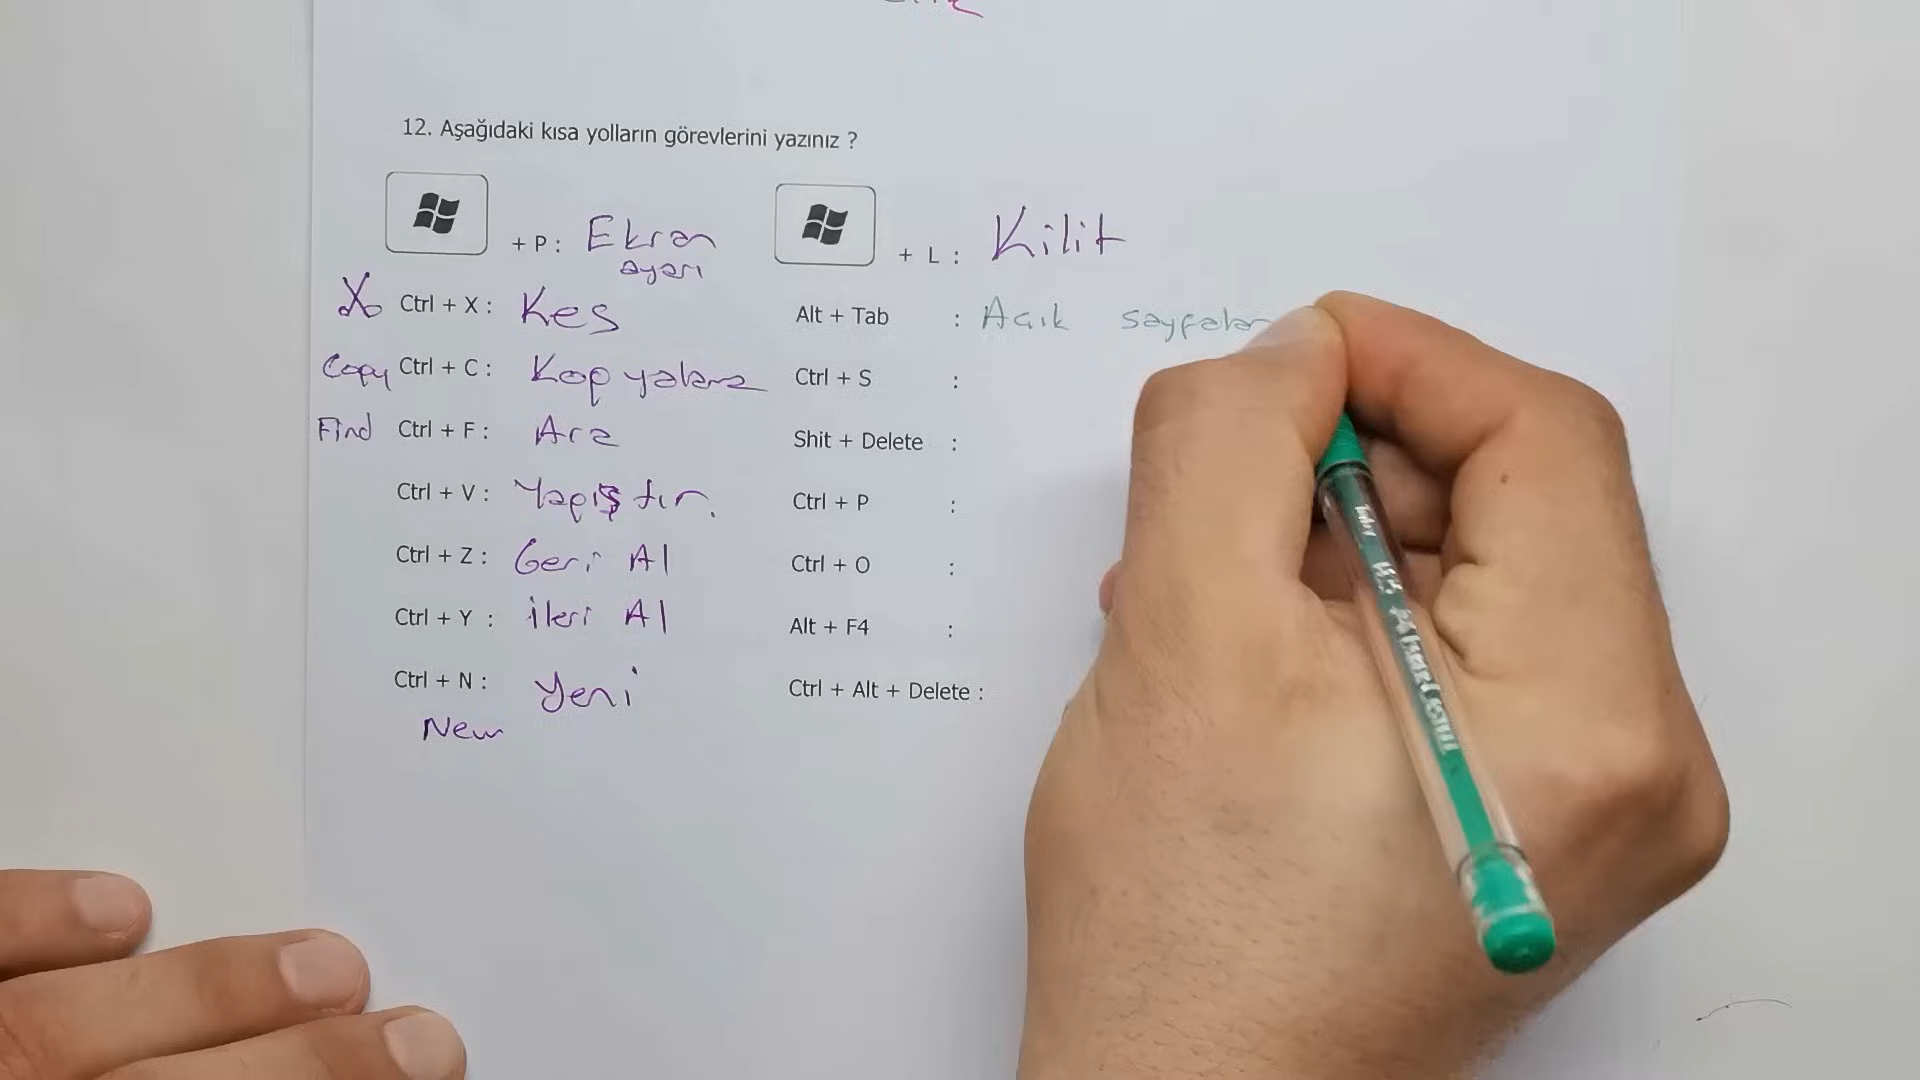 12. Aşağıdaki kısa yolların görevlerini yazınız ?
+ P : Ekran ayarı
+ L : Kilit
X Ctrl + X : Kes
Alt + Tab : Açık sayfalar
Copy Ctrl + C : Kopyalama
Ctrl + S :
Find Ctrl + F : Ara
Shit + Delete :
Ctrl + V : Yapıştır.
Ctrl + P :
Ctrl + Z : Geri Al
Ctrl + O :
Ctrl + Y : ileri Al
Alt + F4 :
Ctrl + N : Yeni
New
Ctrl + Alt + Delete :